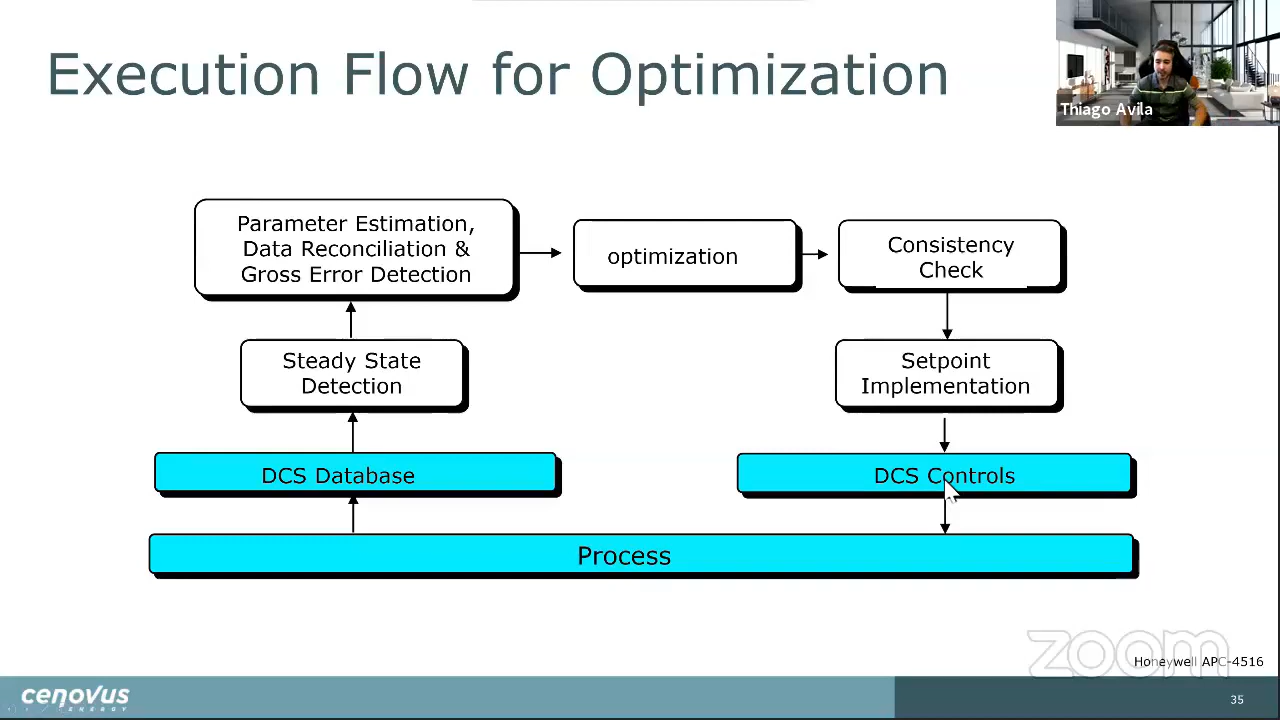 Execution Flow for Optimization
Thiago Avila
Parameter Estimation,
Data Reconciliation &
Gross Error Detection
optimization
Consistency
Check
Steady State
Detection
Setpoint
Implementation
DCS Database
DCS Controls
Process
zoom
Honeywell APC-4516
cenovus
ENERGY
35